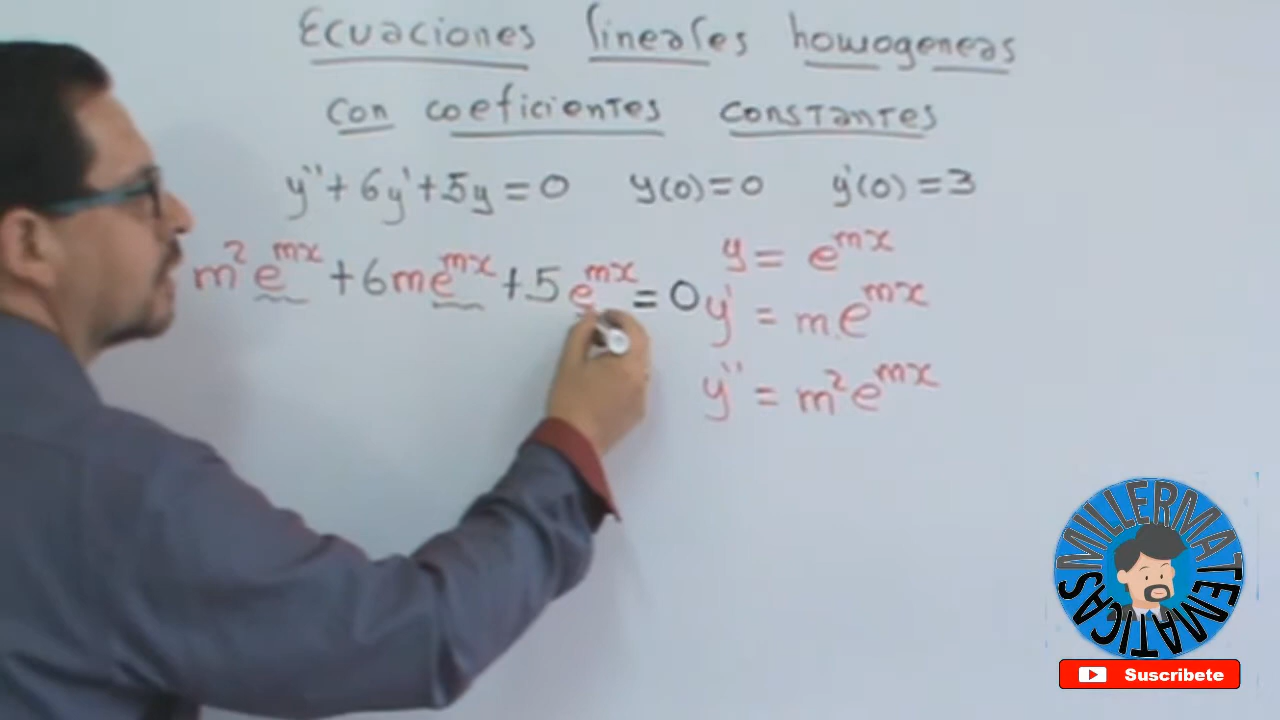 Ecuaciones lineales homogeneas
con coeficientes constantes
y'' + 6y' + 5y = 0 y(0) = 0 y'(0) = 3
m²e^{mx} + 6me^{mx} + 5e^{mx} = 0
y = e^{mx}
y' = me^{mx}
y'' = m²e^{mx}
MILLERMATEMATICAS
Suscribete